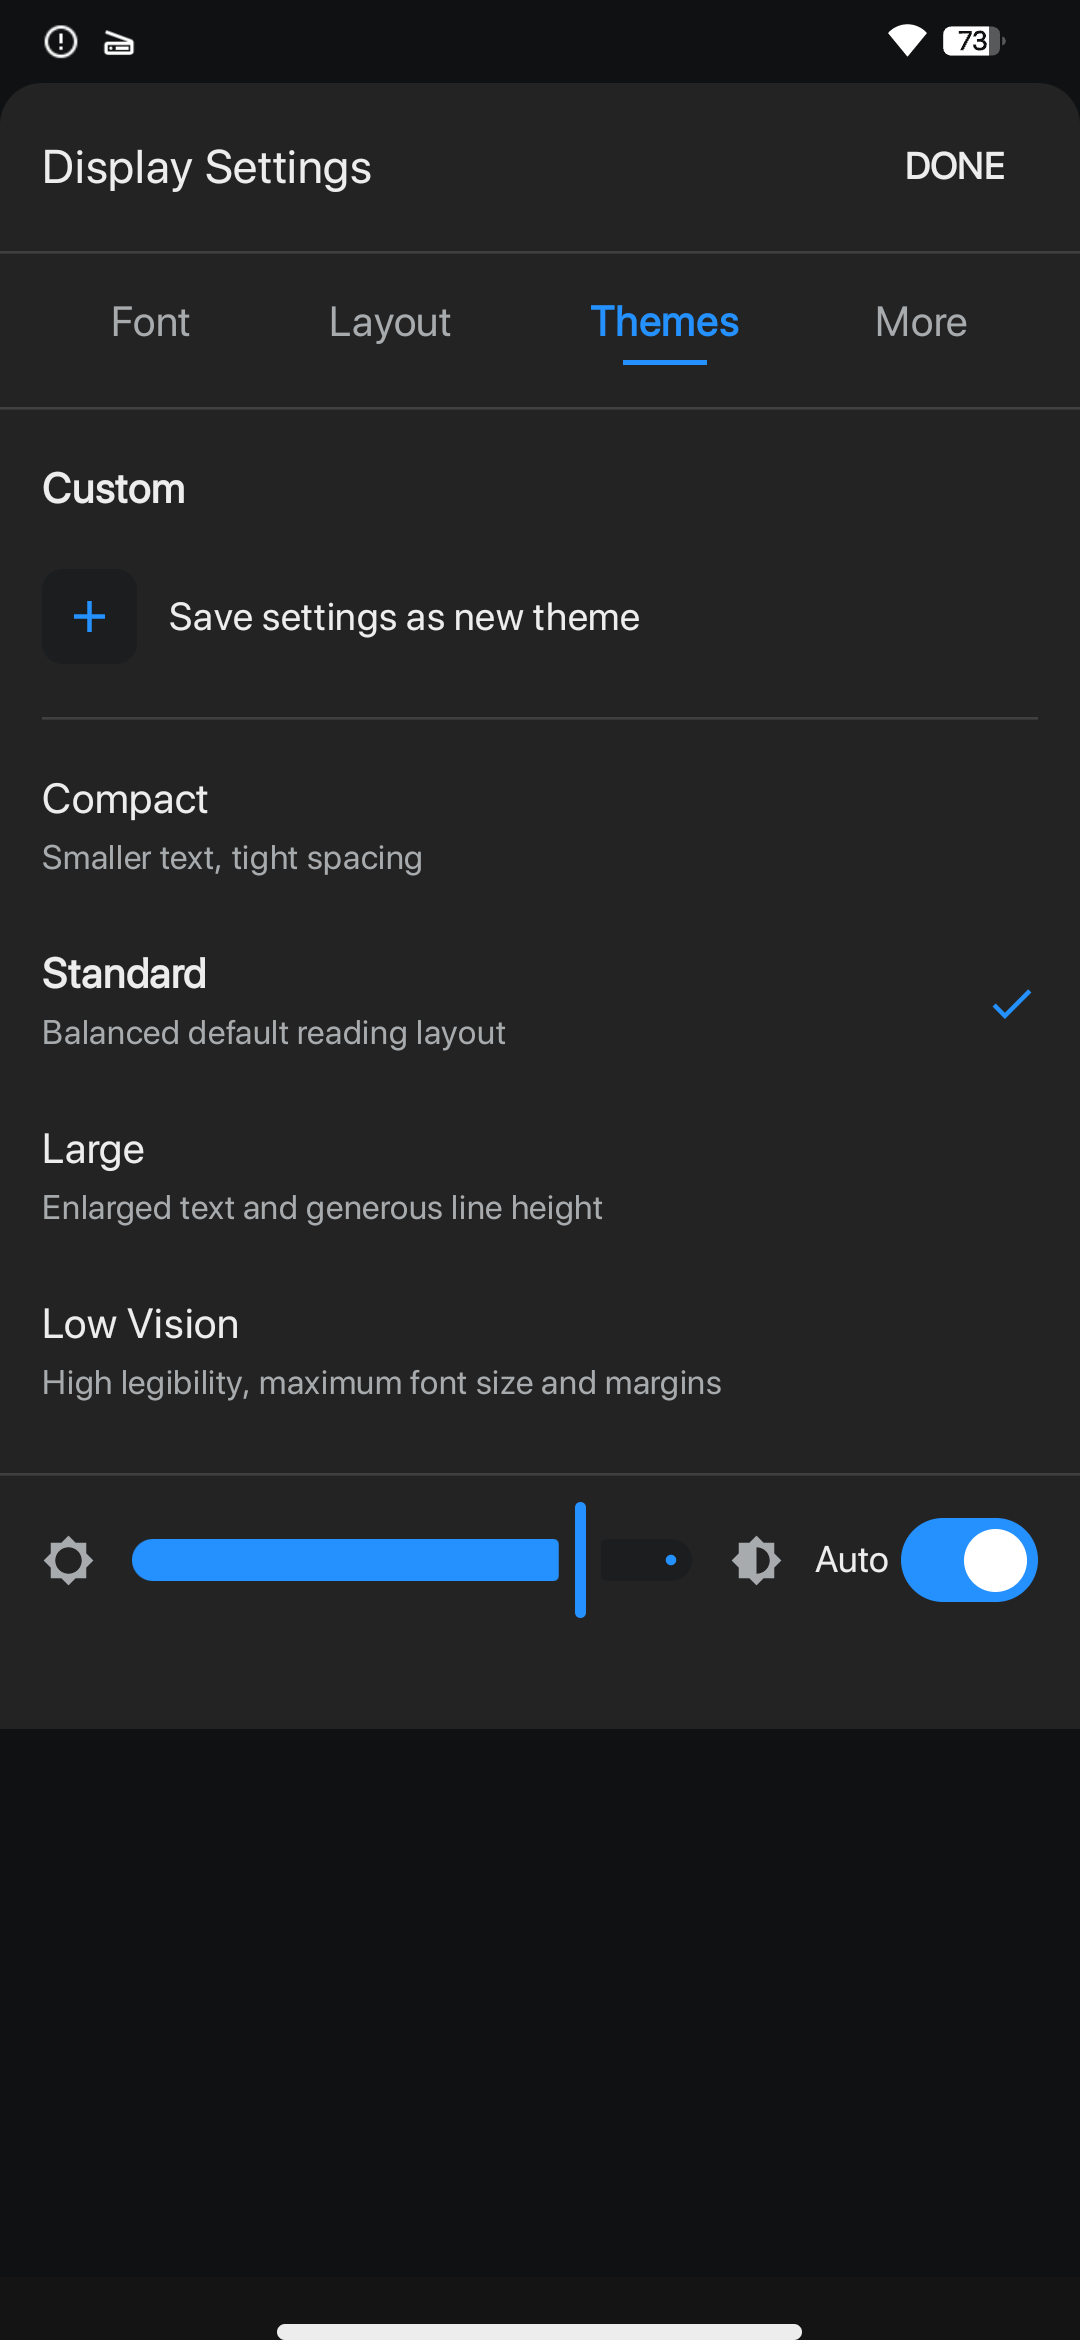 73
Display Settings
DONE
Font Layout Themes More
Custom
Save settings as new theme
Compact
Smaller text, tight spacing
Standard
Balanced default reading layout
Large
Enlarged text and generous line height
Low Vision
High legibility, maximum font size and margins
Auto